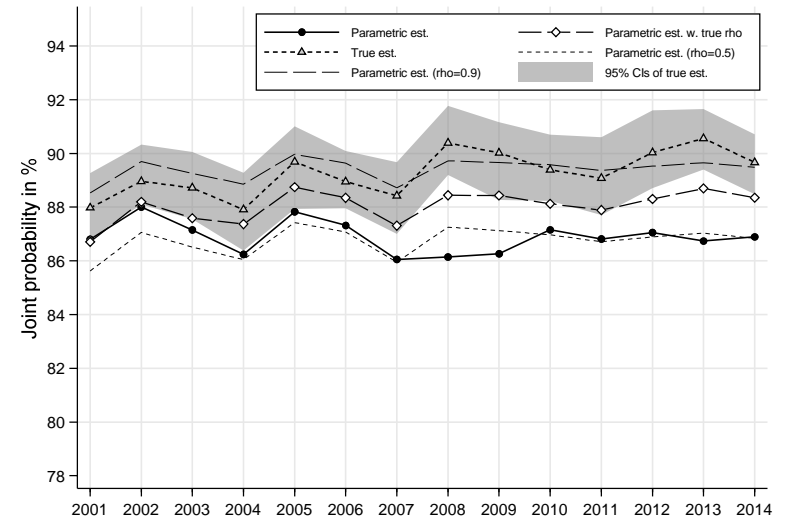 Parametric est.
Parametric est. w. true rho
True est.
Parametric est. (rho=0.5)
Parametric est. (rho=0.9)
95% CIs of true est.
Joint probability in %
94
92
90
88
86
84
82
80
78
2001 2002 2003 2004 2005 2006 2007 2008 2009 2010 2011 2012 2013 2014